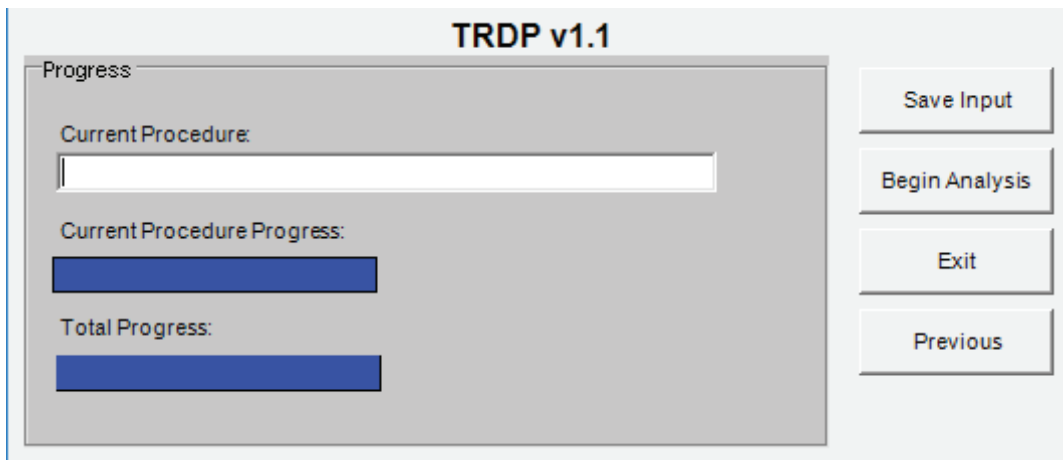 TRDP v1.1
Progress
Current Procedure:
Current Procedure Progress:
Total Progress:
Save Input
Begin Analysis
Exit
Previous